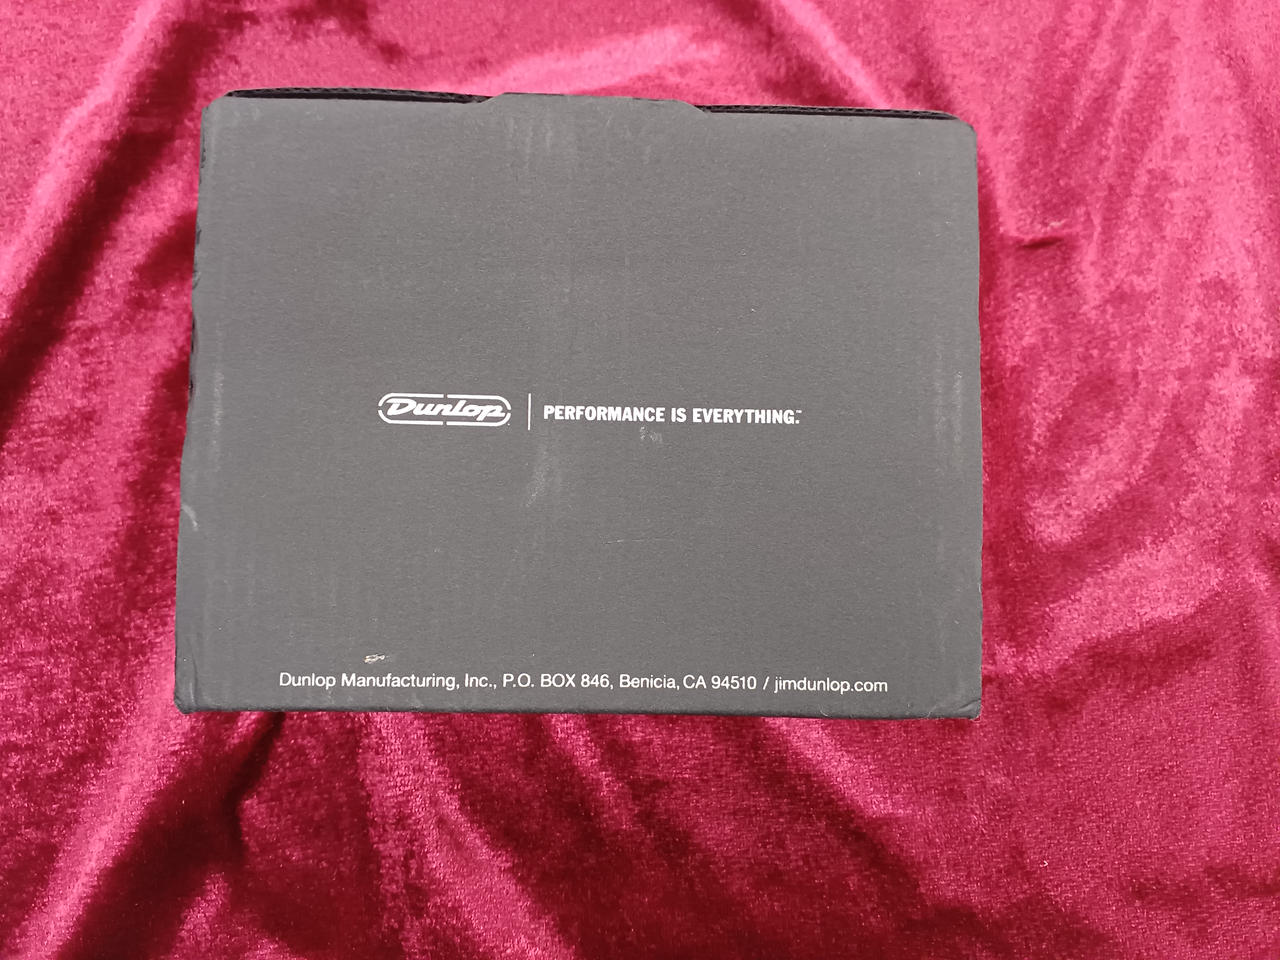 Dunlop | PERFORMANCE IS EVERYTHING.™
Dunlop Manufacturing, Inc., P.O. BOX 846, Benicia, CA 94510 / jimdunlop.com